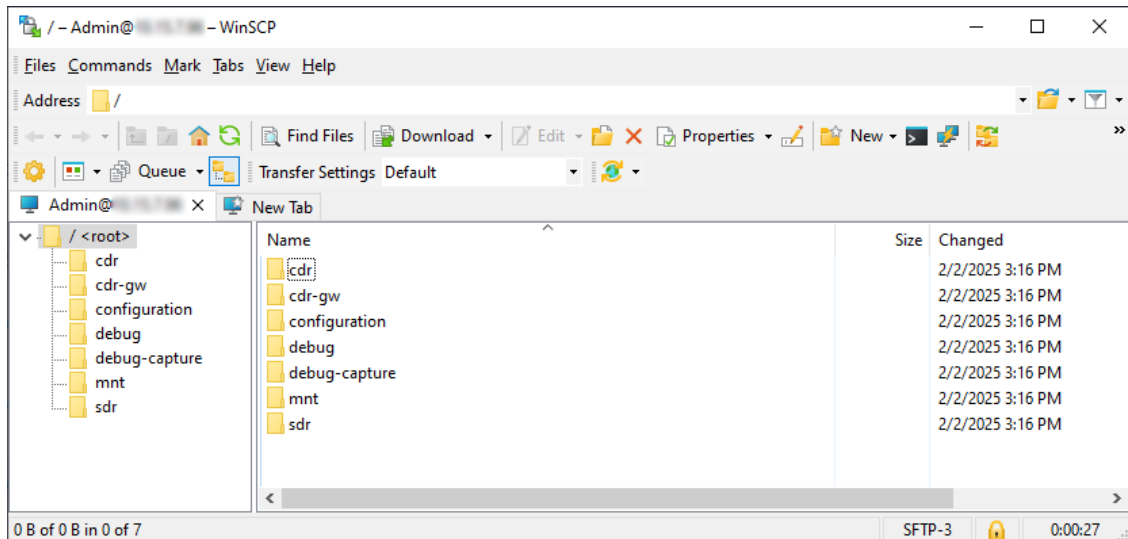 / – Admin@ – WinSCP
Files Commands Mark Tabs View Help
Address /
Find Files Download Edit Properties New »
Queue Transfer Settings Default
Admin@ X New Tab
/ <root>
cdr
cdr-gw
configuration
debug
debug-capture
mnt
sdr
Name Size Changed
cdr 2/2/2025 3:16 PM
cdr-gw 2/2/2025 3:16 PM
configuration 2/2/2025 3:16 PM
debug 2/2/2025 3:16 PM
debug-capture 2/2/2025 3:16 PM
mnt 2/2/2025 3:16 PM
sdr 2/2/2025 3:16 PM
0 B of 0 B in 0 of 7 SFTP-3 0:00:27